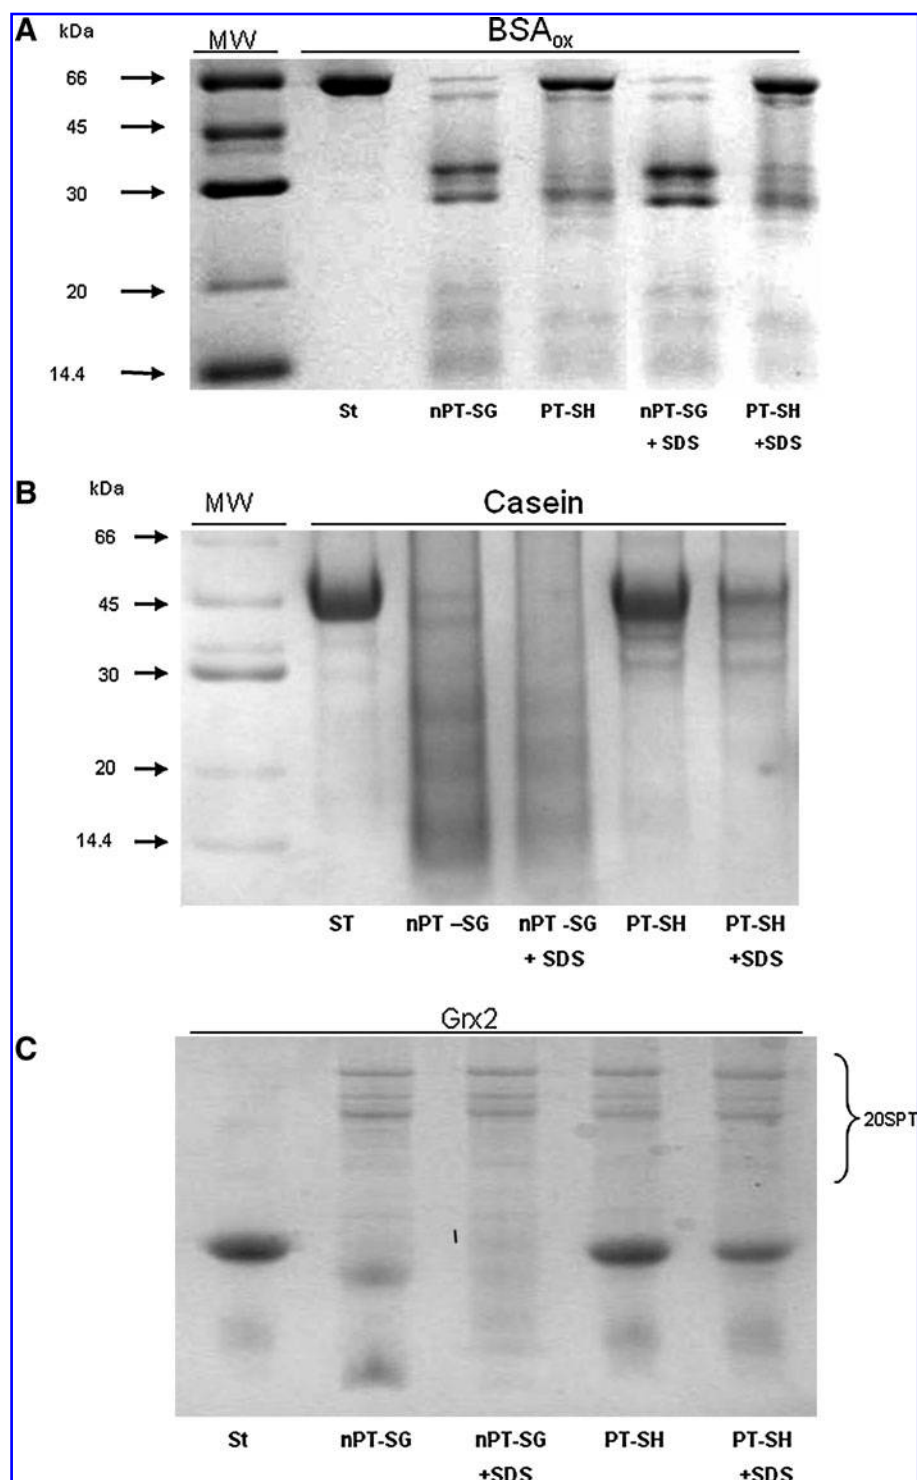 A kDa MW BSAox
66
45
30
20
14.4
St nPT-SG PT-SH nPT-SG PT-SH
+ SDS +SDS
B kDa MW Casein
66
45
30
20
14.4
ST nPT –SG nPT -SG PT-SH PT-SH
+ SDS +SDS
Grx2
C
20SPT
St nPT-SG nPT-SG PT-SH PT-SH
+SDS +SDS